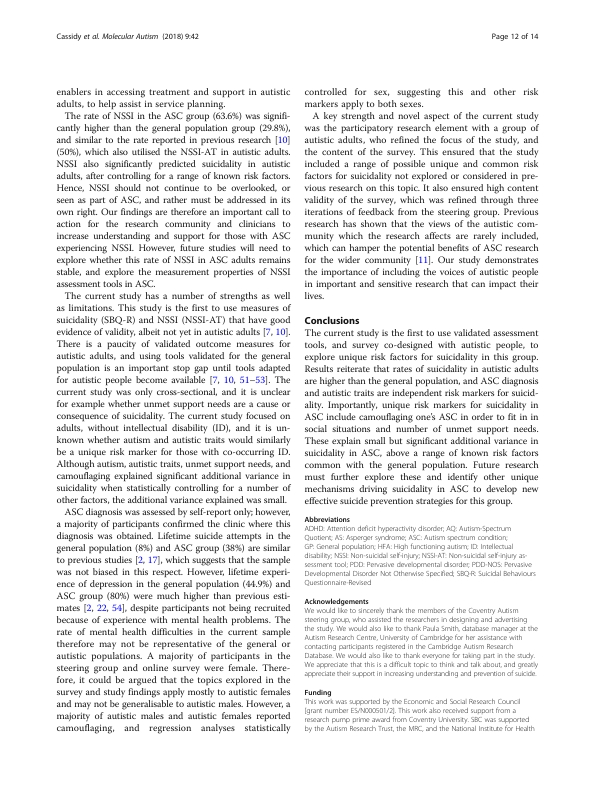 Cassidy et al. Molecular Autism (2018) 9:42
Page 12 of 14
enablers in accessing treatment and support in autistic
adults, to help assist in service planning.
The rate of NSSI in the ASC group (63.6%) was signifi-
cantly higher than the general population group (29.8%),
and similar to the rate reported in previous research [10]
(50%), which also utilised the NSSI-AT in autistic adults.
NSSI also significantly predicted suicidality in autistic
adults, after controlling for a range of known risk factors.
Hence, NSSI should not continue to be overlooked, or
seen as part of ASC, and rather must be addressed in its
own right. Our findings are therefore an important call to
action for the research community and clinicians to
increase understanding and support for those with ASC
experiencing NSSI. However, future studies will need to
explore whether this rate of NSSI in ASC adults remains
stable, and explore the measurement properties of NSSI
assessment tools in ASC.
The current study has a number of strengths as well
as limitations. This study is the first to use measures of
suicidality (SBQ-R) and NSSI (NSSI-AT) that have good
evidence of validity, albeit not yet in autistic adults [7, 10].
There is a paucity of validated outcome measures for
autistic adults, and using tools validated for the general
population is an important stop gap until tools adapted
for autistic people become available [7, 10, 51–53]. The
current study was only cross-sectional, and it is unclear
for example whether unmet support needs are a cause or
consequence of suicidality. The current study focused on
adults, without intellectual disability (ID), and it is un-
known whether autism and autistic traits would similarly
be a unique risk marker for those with co-occurring ID.
Although autism, autistic traits, unmet support needs, and
camouflaging explained significant additional variance in
suicidality when statistically controlling for a number of
other factors, the additional variance explained was small.
ASC diagnosis was assessed by self-report only; however,
a majority of participants confirmed the clinic where this
diagnosis was obtained. Lifetime suicide attempts in the
general population (8%) and ASC group (38%) are similar
to previous studies [2, 17], which suggests that the sample
was not biased in this respect. However, lifetime experi-
ence of depression in the general population (44.9%) and
ASC group (80%) were much higher than previous esti-
mates [2, 22, 54], despite participants not being recruited
because of experience with mental health problems. The
rate of mental health difficulties in the current sample
therefore may not be representative of the general or
autistic populations. A majority of participants in the
steering group and online survey were female. There-
fore, it could be argued that the topics explored in the
survey and study findings apply mostly to autistic females
and may not be generalisable to autistic males. However, a
majority of autistic males and autistic females reported
camouflaging, and regression analyses statistically
controlled for sex, suggesting this and other risk
markers apply to both sexes.
A key strength and novel aspect of the current study
was the participatory research element with a group of
autistic adults, who refined the focus of the study, and
the content of the survey. This ensured that the study
included a range of possible unique and common risk
factors for suicidality not explored or considered in pre-
vious research on this topic. It also ensured high content
validity of the survey, which was refined through three
iterations of feedback from the steering group. Previous
research has shown that the views of the autistic com-
munity which the research affects are rarely included,
which can hamper the potential benefits of ASC research
for the wider community [11]. Our study demonstrates
the importance of including the voices of autistic people
in important and sensitive research that can impact their
lives.
Conclusions
The current study is the first to use validated assessment
tools, and survey co-designed with autistic people, to
explore unique risk factors for suicidality in this group.
Results reiterate that rates of suicidality in autistic adults
are higher than the general population, and ASC diagnosis
and autistic traits are independent risk markers for suicid-
ality. Importantly, unique risk markers for suicidality in
ASC include camouflaging one's ASC in order to fit in in
social situations and number of unmet support needs.
These explain small but significant additional variance in
suicidality in ASC, above a range of known risk factors
common with the general population. Future research
must further explore these and identify other unique
mechanisms driving suicidality in ASC to develop new
effective suicide prevention strategies for this group.
Abbreviations
ADHD: Attention deficit hyperactivity disorder; AQ: Autism-Spectrum
Quotient; AS: Asperger syndrome; ASC: Autism spectrum condition;
GP: General population; HFA: High functioning autism; ID: Intellectual
disability; NSSI: Non-suicidal self-injury; NSSI-AT: Non-suicidal self-injury as-
sessment tool; PDD: Pervasive developmental disorder; PDD-NOS: Pervasive
Developmental Disorder Not Otherwise Specified; SBQ-R: Suicidal Behaviours
Questionnaire-Revised
Acknowledgements
We would like to sincerely thank the members of the Coventry Autism
steering group, who assisted the researchers in designing and advertising
the study. We would also like to thank Paula Smith, database manager at the
Autism Research Centre, University of Cambridge for her assistance with
contacting participants registered in the Cambridge Autism Research
Database. We would also like to thank everyone for taking part in the study.
We appreciate that this is a difficult topic to think and talk about, and greatly
appreciate their support in increasing understanding and prevention of suicide.
Funding
This work was supported by the Economic and Social Research Council
[grant number ES/N000501/2]. This work also received support from a
research pump prime award from Coventry University. SBC was supported
by the Autism Research Trust, the MRC, and the National Institute for Health